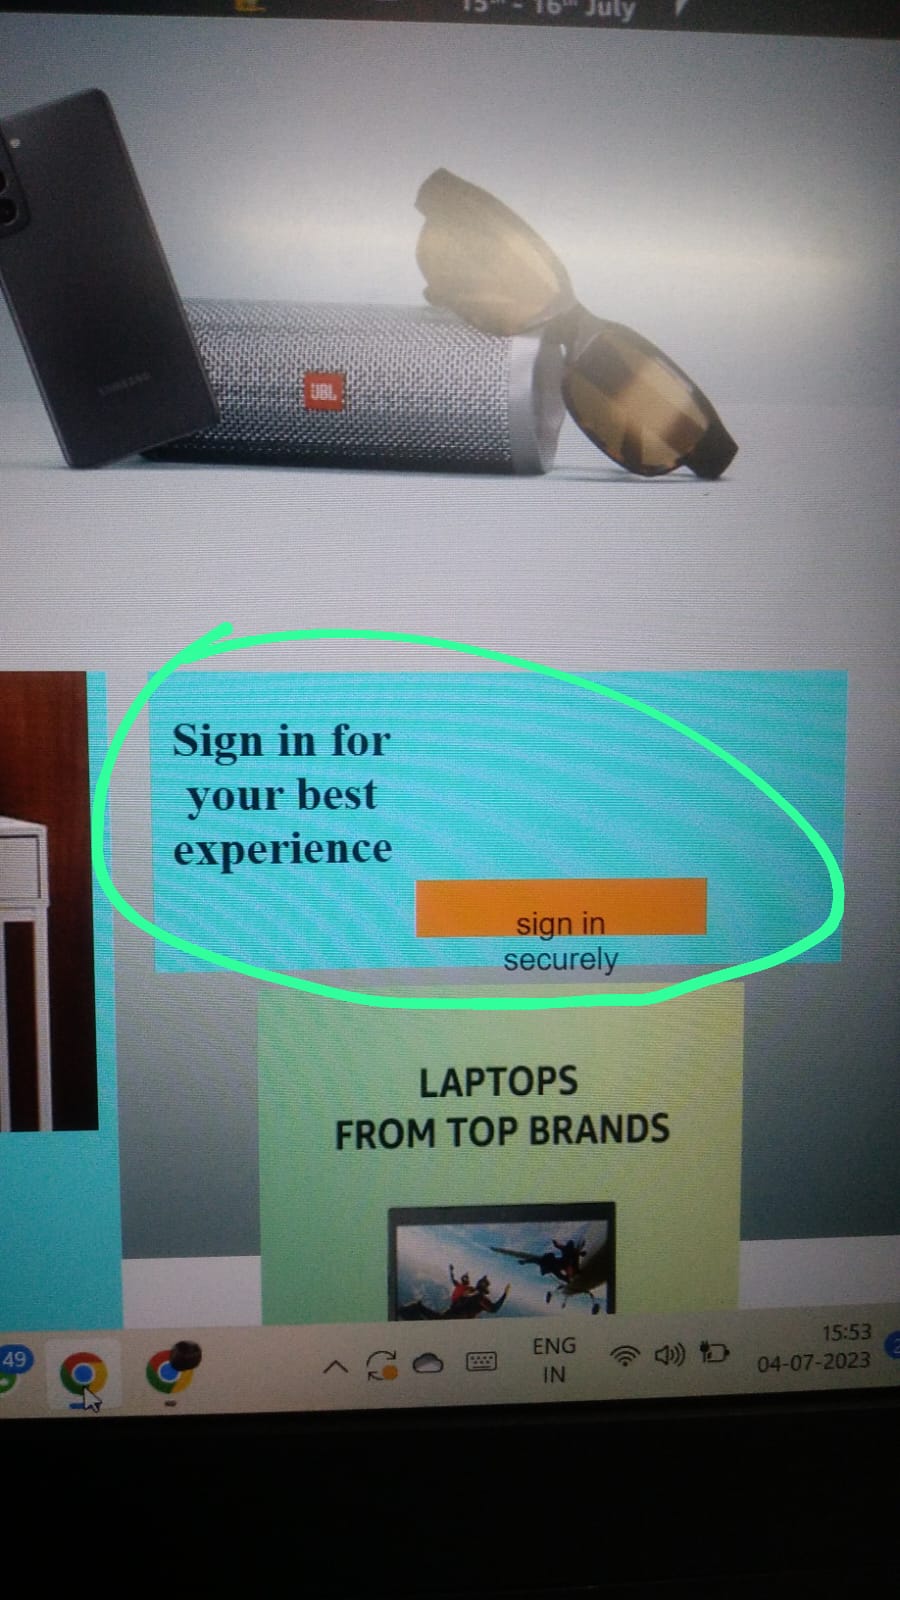 15th - 16th July
JBL
SAMSUNG
Sign in for
your best
experience
sign in
securely
LAPTOPS
FROM TOP BRANDS
49
ENG
IN
15:53
04-07-2023
2